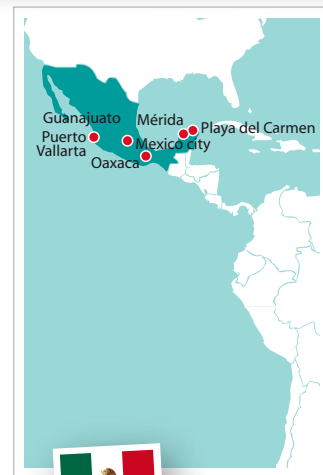 Guanajuato
Mérida
Puerto
Vallarta
Playa del Carmen
Mexico city
Oaxaca